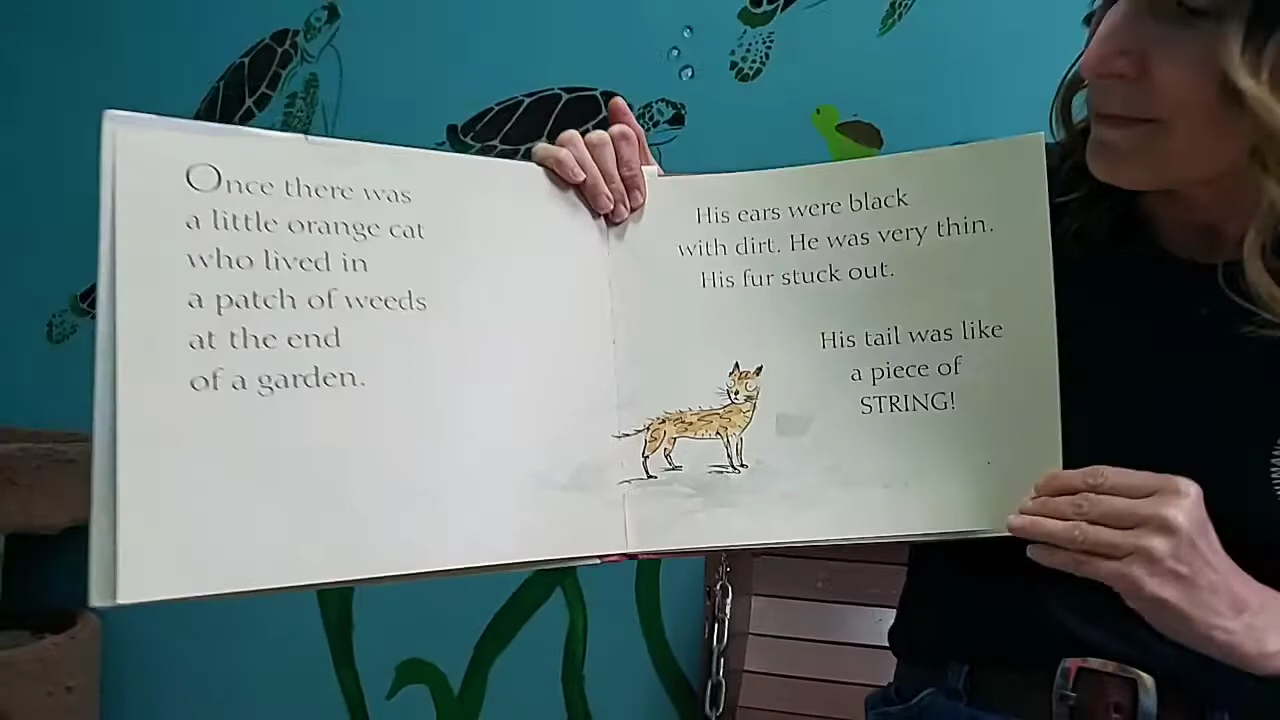 Once there was
a little orange cat
who lived in
a patch of weeds
at the end
of a garden.
His ears were black
with dirt. He was very thin.
His fur stuck out.
His tail was like
a piece of
STRING!